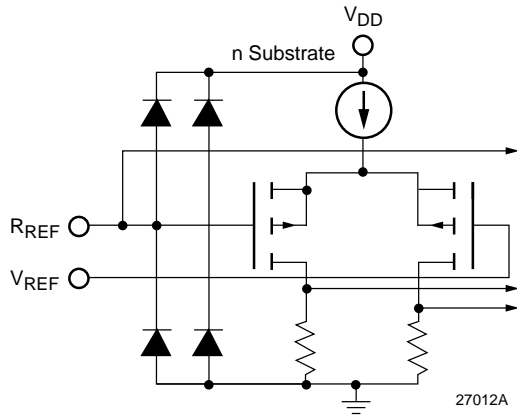 VDD
n Substrate
RREF
VREF
27012A